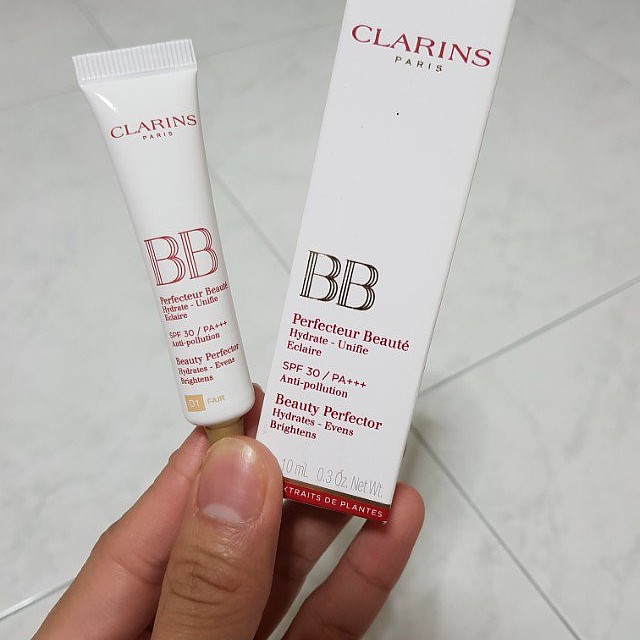 CLARINS
PARIS
BB
Perfecteur Beauté
Hydrate - Unifie
Eclaire
SPF 30 / PA+++
Anti-pollution
Beauty Perfector
Hydrates - Evens
Brightens
01 FAIR
CLARINS
PARIS
BB
Perfecteur Beauté
Hydrate - Unifie
Eclaire
SPF 30 / PA+++
Anti-pollution
Beauty Perfector
Hydrates - Evens
Brightens
10 mL 0.3 Oz. Net Wt.
EXTRAITS DE PLANTES